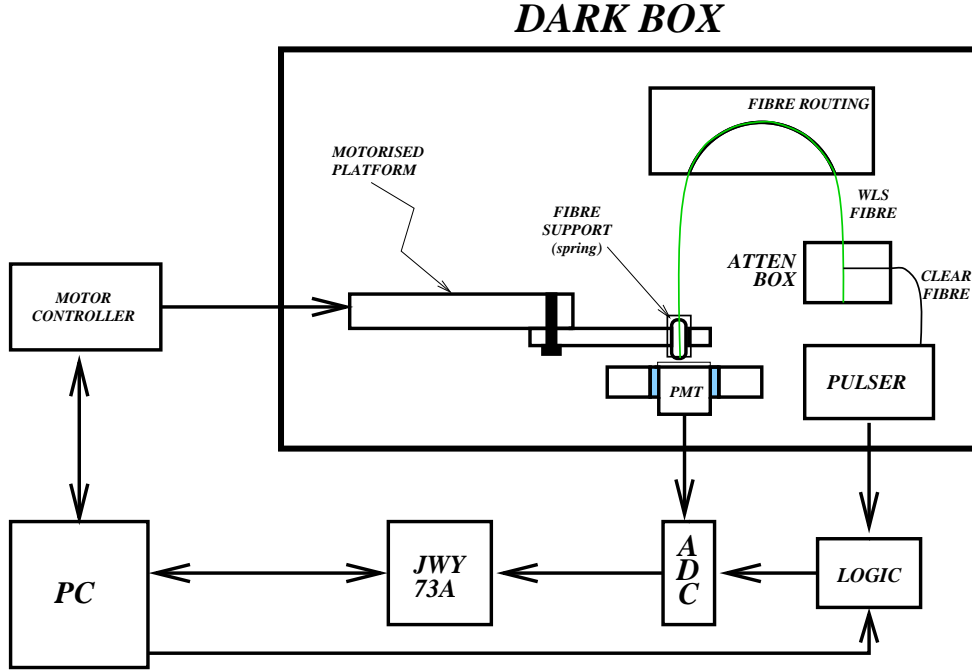 DARK BOX
FIBRE ROUTING
MOTORISED
PLATFORM
FIBRE
SUPPORT
(spring)
WLS
FIBRE
ATTEN
BOX
CLEAR
FIBRE
MOTOR
CONTROLLER
PMT
PULSER
PC
JWY
73A
A
D
C
LOGIC